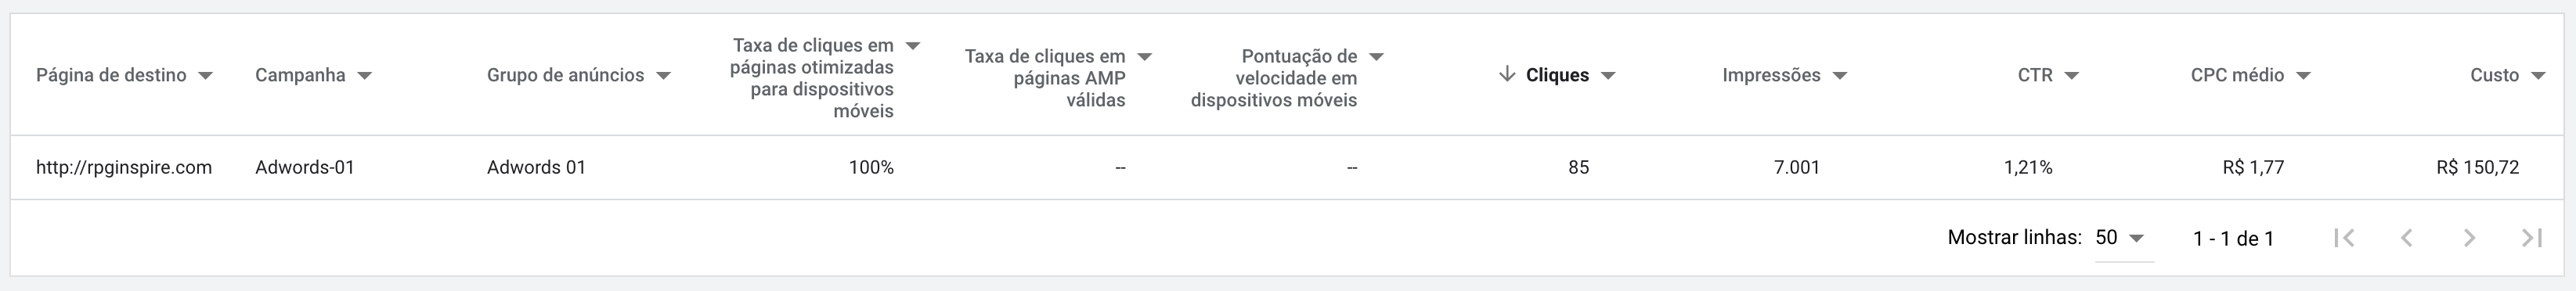 Página de destino
Campanha
Grupo de anúncios
Taxa de cliques em
páginas otimizadas
para dispositivos
móveis
Taxa de cliques em
páginas AMP
válidas
Pontuação de
velocidade em
dispositivos móveis
Cliques
Impressões
CTR
CPC médio
Custo
http://rpginspire.com
Adwords-01
Adwords 01
100%
--
--
85
7.001
1,21%
R$ 1,77
R$ 150,72
Mostrar linhas: 50
1 - 1 de 1